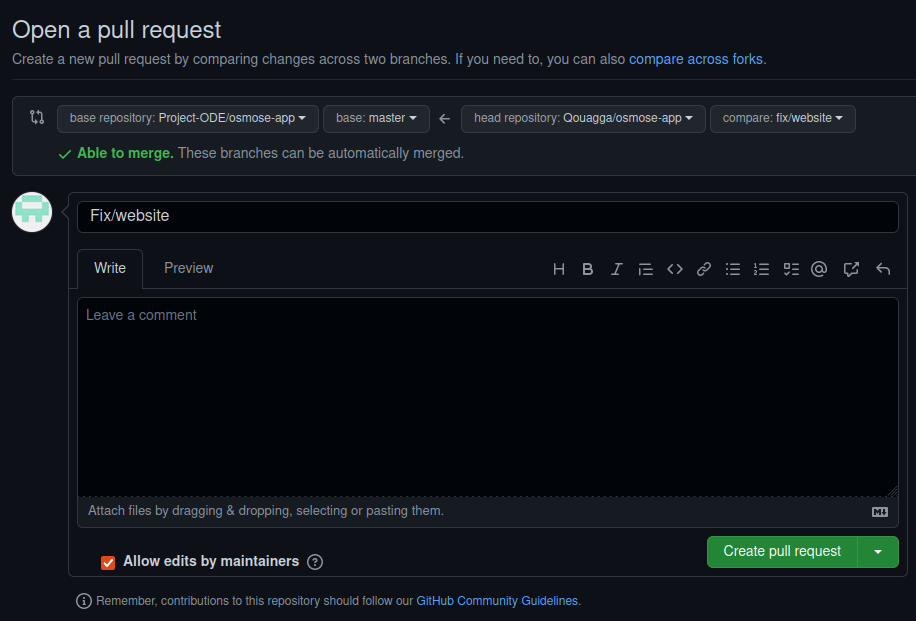 Open a pull request
Create a new pull request by comparing changes across two branches. If you need to, you can also compare across forks.
base repository: Project-ODE/osmose-app base: master head repository: Qouagga/osmose-app compare: fix/website
Able to merge. These branches can be automatically merged.
Fix/website
Write Preview
Leave a comment
Attach files by dragging & dropping, selecting or pasting them.
Allow edits by maintainers
Create pull request
Remember, contributions to this repository should follow our GitHub Community Guidelines.